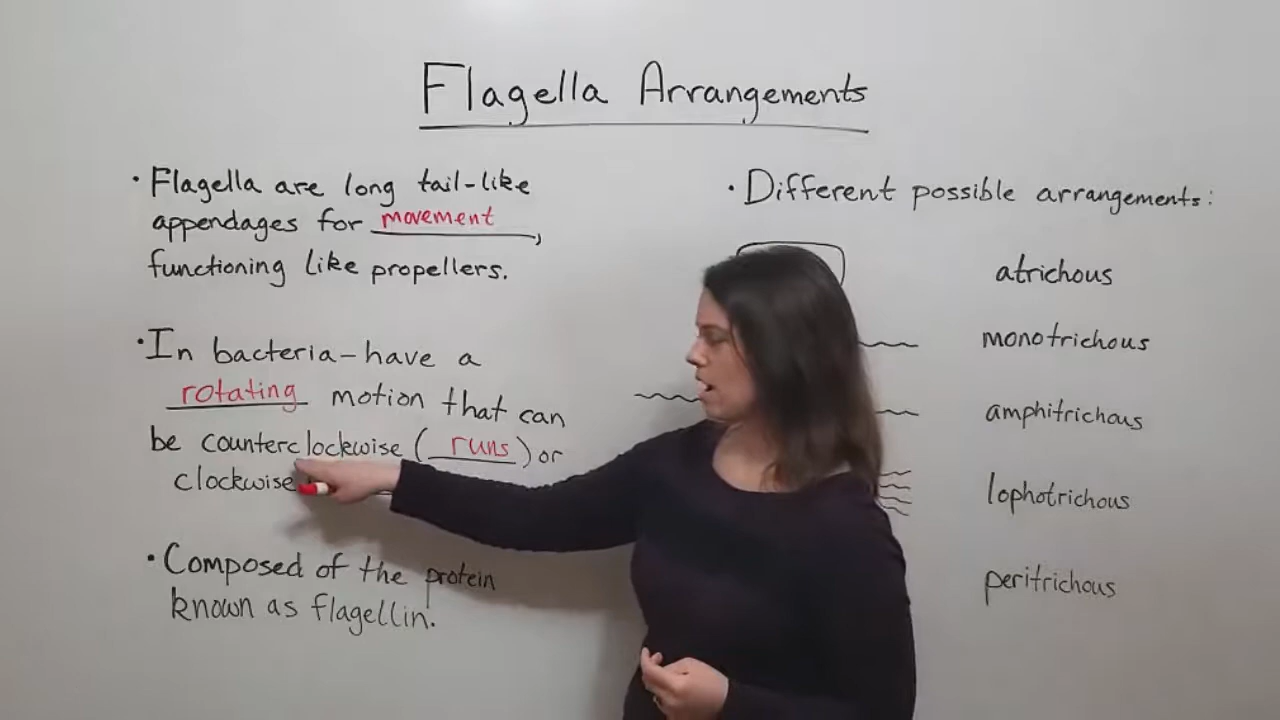 Flagella Arrangements
· Flagella are long tail-like
appendages for movement,
functioning like propellers.
· In bacteria - have a
rotating motion that can
be counterclockwise (runs) or
clockwise
· Composed of the protein
known as flagellin.
· Different possible arrangements:
atrichous
monotrichous
amphitrichous
lophotrichous
peritrichous